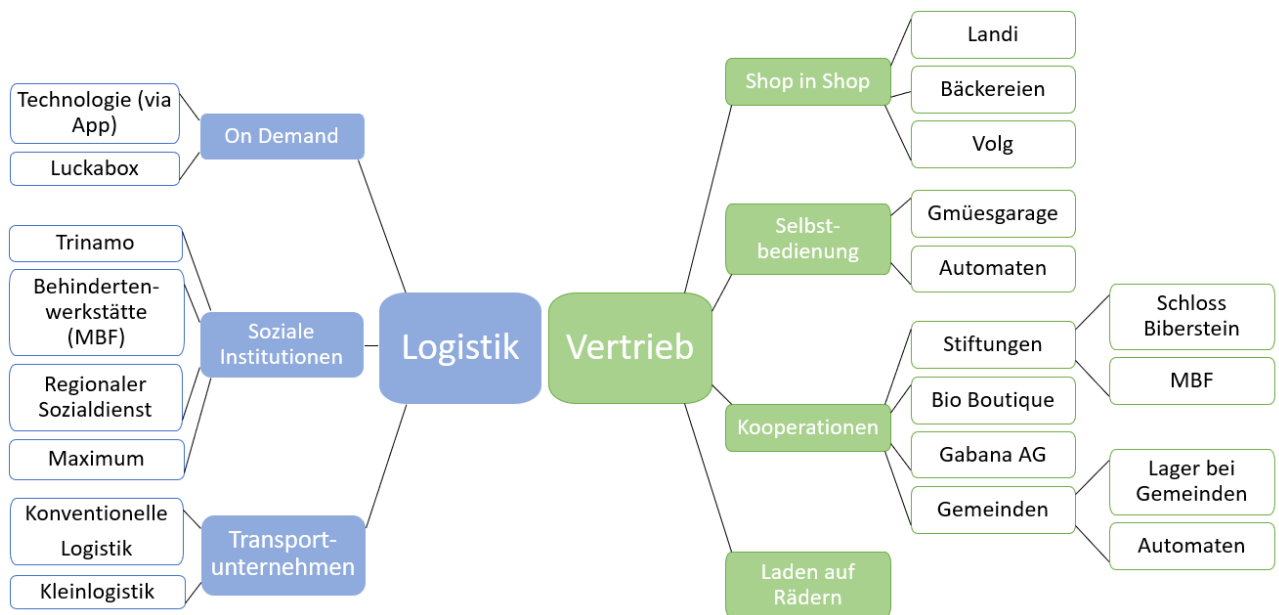 Technologie (via
App)
On Demand
Luckabox
Trinamo
Behinderten-
werkstätte
(MBF)
Soziale
Institutionen
Regionaler
Sozialdienst
Maximum
Konventionelle
Logistik
Transport-
unternehmen
Kleinlogistik
Logistik
Vertrieb
Shop in Shop
Landi
Bäckereien
Volg
Selbst-
bedienung
Gmüesgarage
Automaten
Kooperationen
Stiftungen
Schloss
Biberstein
MBF
Bio Boutique
Gabana AG
Gemeinden
Lager bei
Gemeinden
Automaten
Laden auf
Rädern